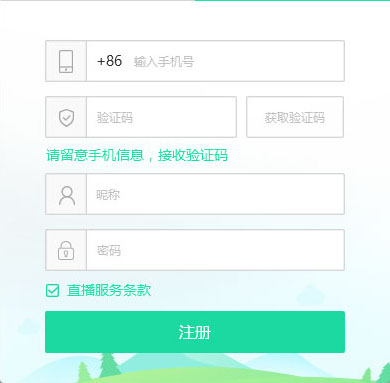 +86 输入手机号
验证码 获取验证码
请留意手机信息，接收验证码
昵称
密码
直播服务条款
注册